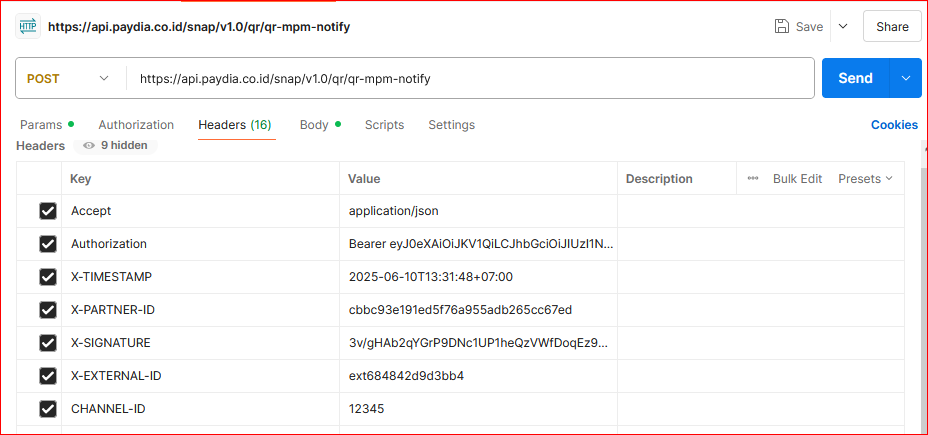 HTTP https://api.paydia.co.id/snap/v1.0/qr/qr-mpm-notify Save Share
POST https://api.paydia.co.id/snap/v1.0/qr/qr-mpm-notify Send
Params Authorization Headers (16) Body Scripts Settings Cookies
Headers 9 hidden
Key Value Description ••• Bulk Edit Presets
Accept application/json
Authorization Bearer eyJ0eXAiOiJKV1QiLCJhbGciOiJIUzI1N...
X-TIMESTAMP 2025-06-10T13:31:48+07:00
X-PARTNER-ID cbbc93e191ed5f76a955adb265cc67ed
X-SIGNATURE 3v/gHAb2qYGrP9DNc1UP1heQzVWfDoqEz9...
X-EXTERNAL-ID ext684842d9d3bb4
CHANNEL-ID 12345